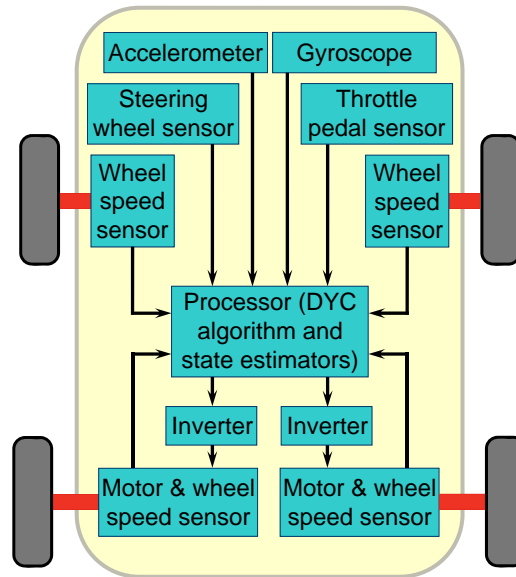 Accelerometer
Gyroscope
Steering
wheel sensor
Throttle
pedal sensor
Wheel
speed
sensor
Wheel
speed
sensor
Processor (DYC
algorithm and
state estimators)
Inverter
Inverter
Motor & wheel
speed sensor
Motor & wheel
speed sensor